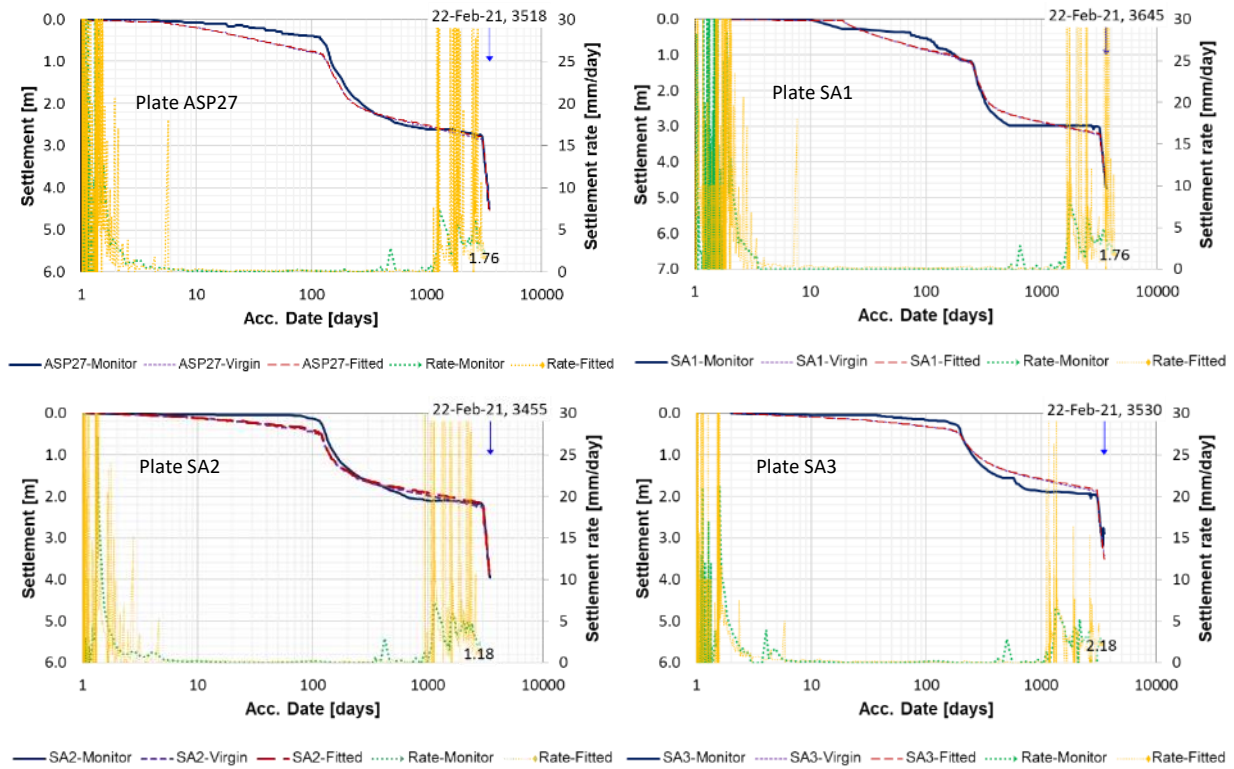 22-Feb-21, 3518
Plate ASP27
Settlement [m]
0.0
1.0
2.0
3.0
4.0
5.0
6.0
30
25
20
15
10
5
0
Settlement rate [mm/day]
1.76
1 10 100 1000 10000
Acc. Date [days]
ASP27-Monitor ASP27-Virgin ASP27-Fitted Rate-Monitor Rate-Fitted
22-Feb-21, 3645
Plate SA1
Settlement [m]
0.0
1.0
2.0
3.0
4.0
5.0
6.0
7.0
30
25
20
15
10
5
0
Settlement rate [mm/day]
1.76
1 10 100 1000 10000
Acc. Date [days]
SA1-Monitor SA1-Virgin SA1-Fitted Rate-Monitor Rate-Fitted
22-Feb-21, 3455
Plate SA2
Settlement [m]
0.0
1.0
2.0
3.0
4.0
5.0
6.0
30
25
20
15
10
5
0
Settlement rate [mm/day]
1.18
1 10 100 1000 10000
Acc. Date [days]
SA2-Monitor SA2-Virgin SA2-Fitted Rate-Monitor Rate-Fitted
22-Feb-21, 3530
Plate SA3
Settlement [m]
0.0
1.0
2.0
3.0
4.0
5.0
6.0
30
25
20
15
10
5
0
Settlement rate [mm/day]
2.18
1 10 100 1000 10000
Acc. Date [days]
SA3-Monitor SA3-Virgin SA3-Fitted Rate-Monitor Rate-Fitted